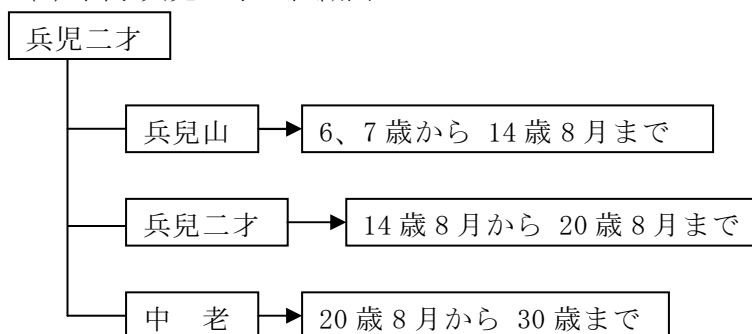 兵児二才
兵兒山 6、7歳から 14歳8月まで
兵兒二才 14歳8月から 20歳8月まで
中 老 20歳8月から 30歳まで